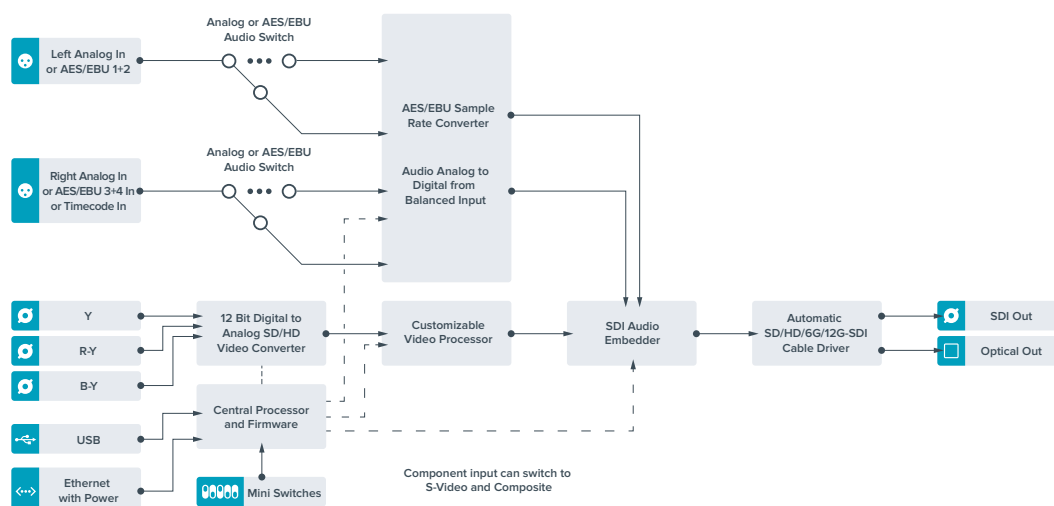 Analog or AES/EBU
Audio Switch
Left Analog In
or AES/EBU 1+2
AES/EBU Sample
Rate Converter
Analog or AES/EBU
Audio Switch
Right Analog In
or AES/EBU 3+4 In
or Timecode In
Audio Analog to
Digital from
Balanced Input
Y
R-Y
B-Y
12 Bit Digital to
Analog SD/HD
Video Converter
Customizable
Video Processor
SDI Audio
Embedder
Automatic
SD/HD/6G/12G-SDI
Cable Driver
SDI Out
Optical Out
Central Processor
and Firmware
USB
Ethernet
with Power
Mini Switches
Component input can switch to
S-Video and Composite